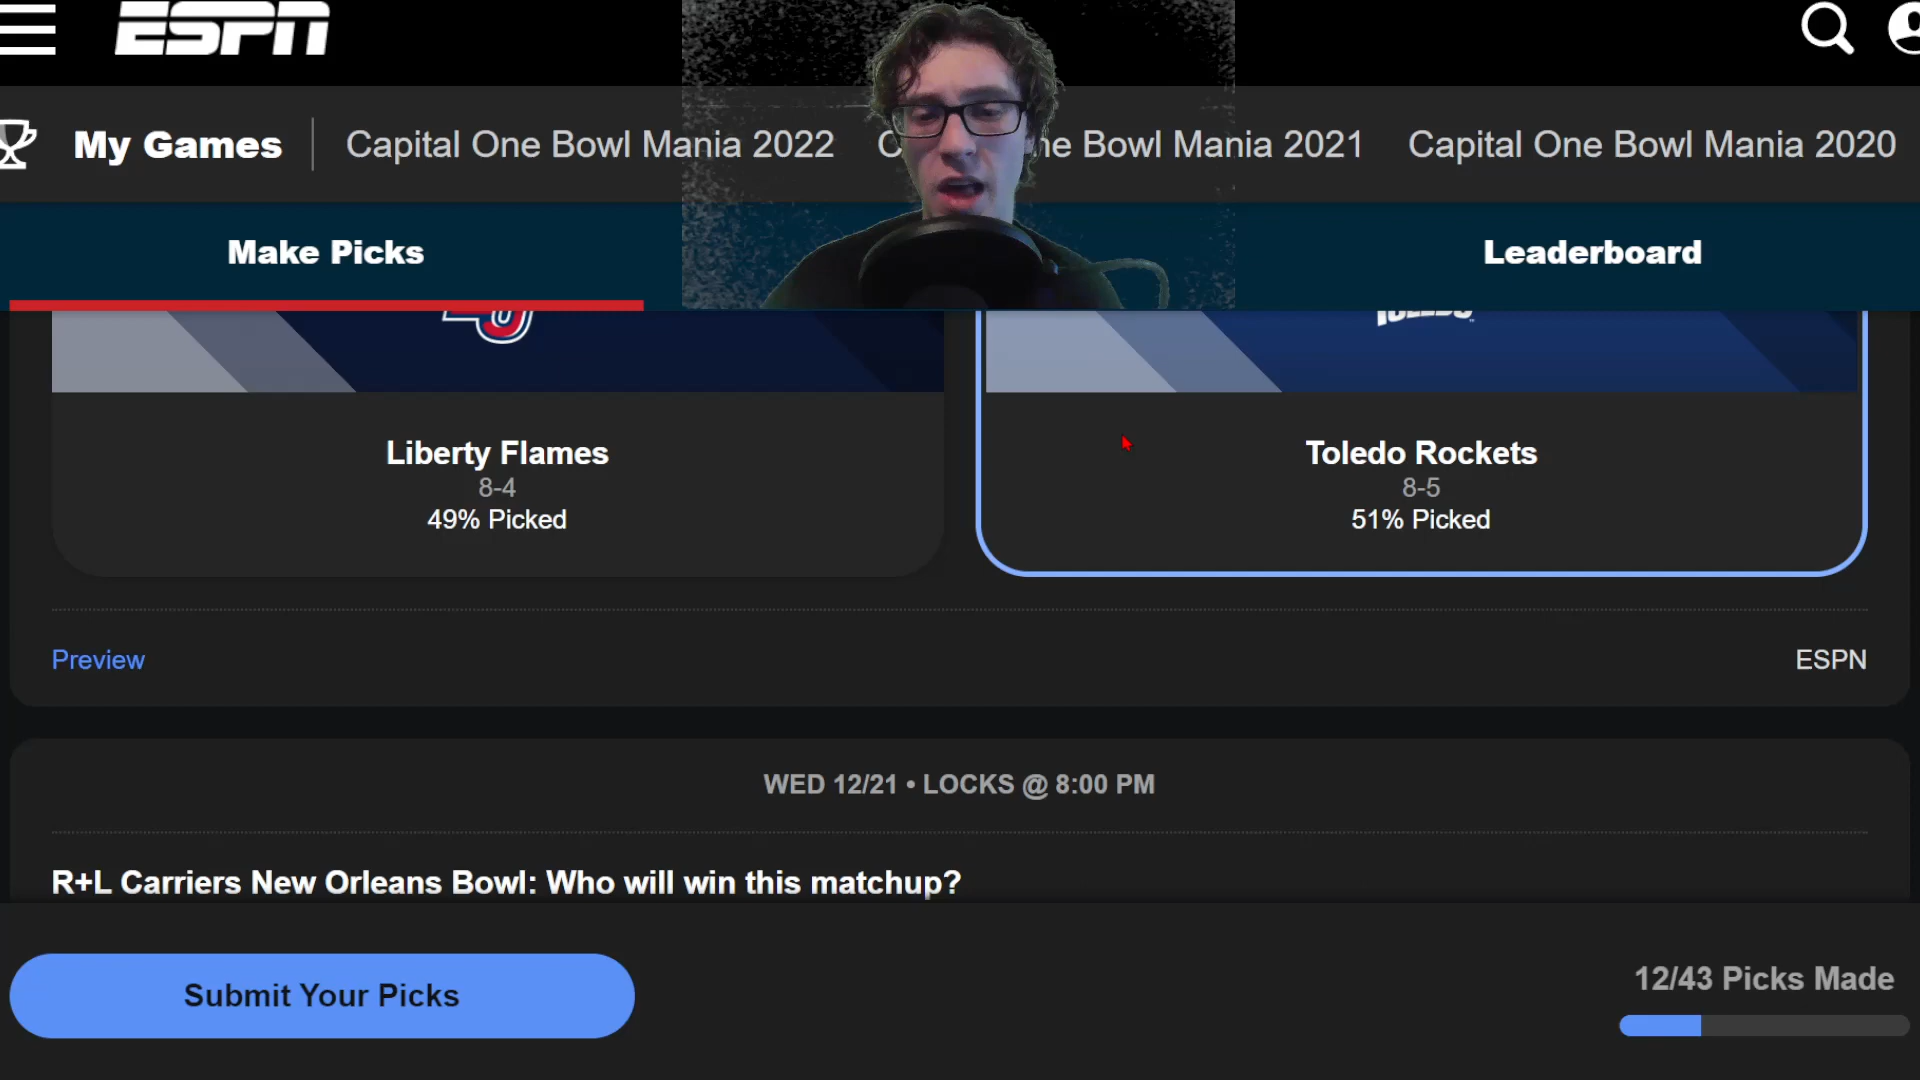 ESPN
My Games
Capital One Bowl Mania 2022
ne Bowl Mania 2021
Capital One Bowl Mania 2020
Make Picks
Leaderboard
TOLEDO
Liberty Flames
8-4
49% Picked
Toledo Rockets
8-5
51% Picked
Preview
ESPN
WED 12/21 • LOCKS @ 8:00 PM
R+L Carriers New Orleans Bowl: Who will win this matchup?
Submit Your Picks
12/43 Picks Made